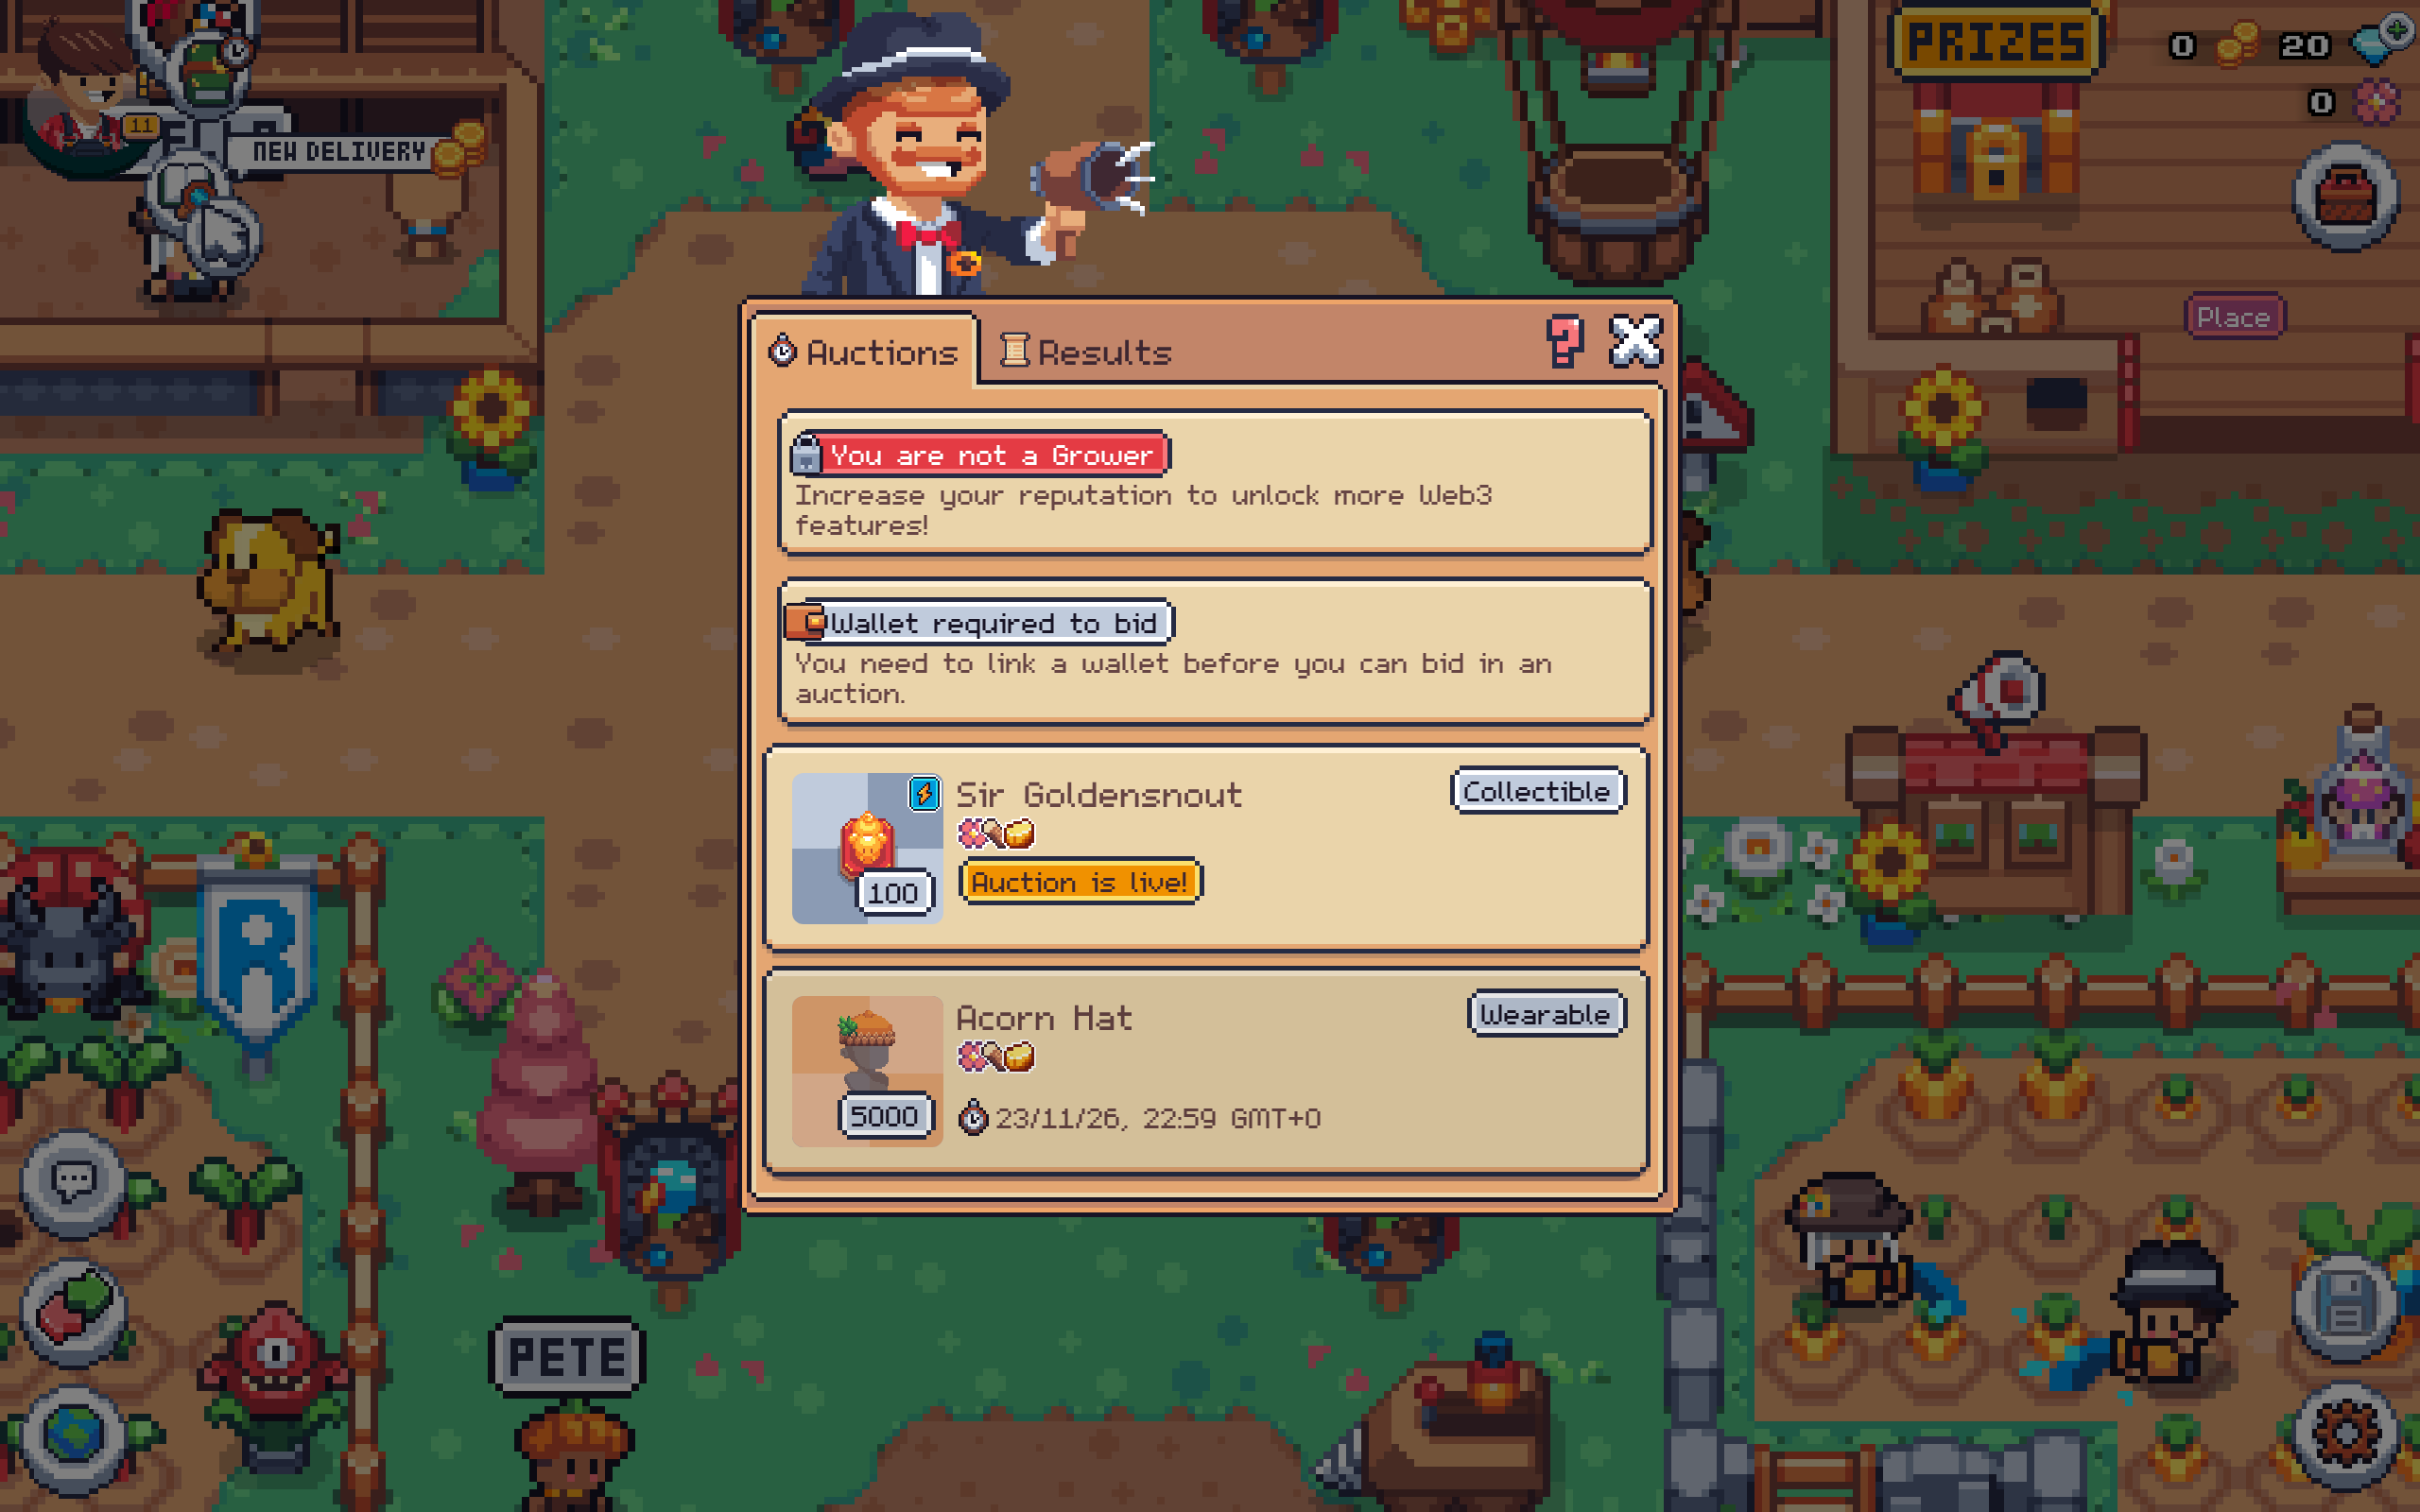 PRIZES
0
20
0
11
NEW DELIVERY
Place
Auctions
Results
You are not a Grower
Increase your reputation to unlock more Web3
features!
Wallet required to bid
You need to link a wallet before you can bid in an
auction.
Sir Goldensnout
Collectible
100
Auction is live!
Acorn Hat
Wearable
5000
23/11/26, 22:59 GMT+0
PETE